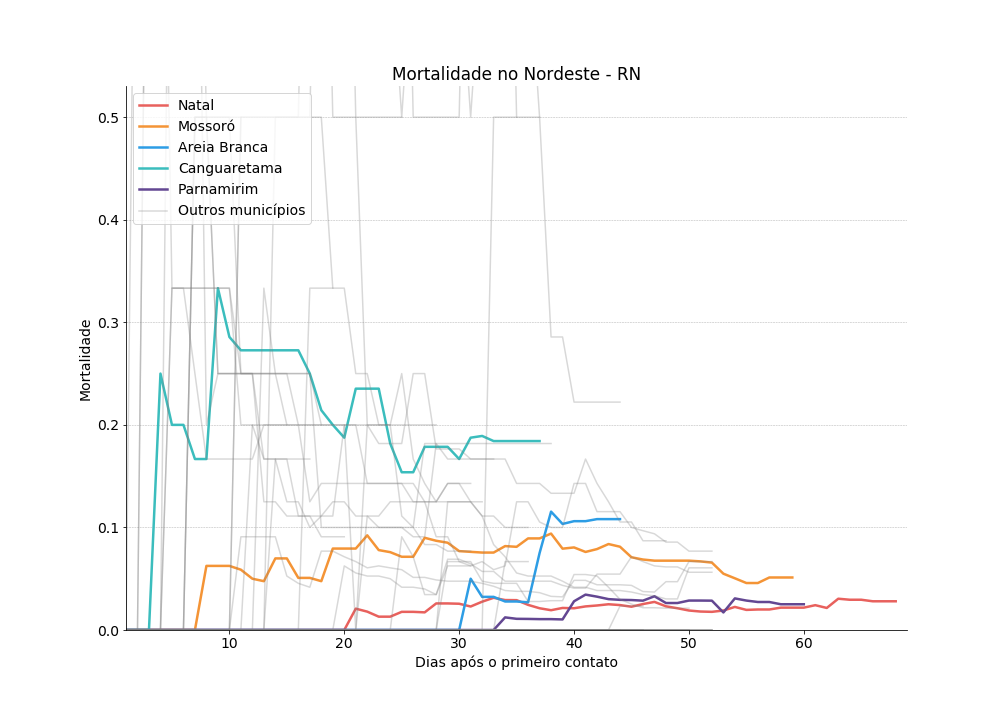 Mortalidade no Nordeste - RN
Natal
Mossoró
Areia Branca
Canguaretama
Parnamirim
Outros municípios
Mortalidade
0.5
0.4
0.3
0.2
0.1
0.0
10 20 30 40 50 60
Dias após o primeiro contato